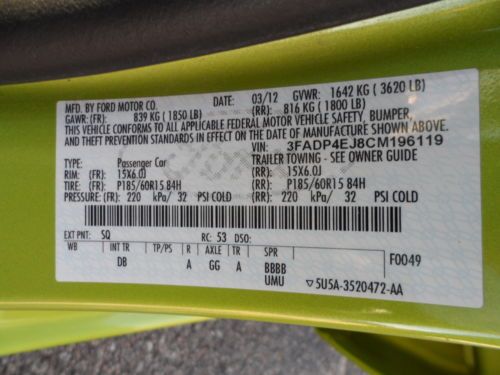 MFD. BY FORD MOTOR CO.
DATE: 03/12 GVWR: 1642 KG ( 3620 LB)
GAWR: (FR): 839 KG ( 1850 LB) (RR): 816 KG ( 1800 LB)
THIS VEHICLE CONFORMS TO ALL APPLICABLE FEDERAL MOTOR VEHICLE SAFETY, BUMPER,
AND THEFT PREVENTION STANDARDS IN EFFECT ON THE DATE OF MANUFACTURE SHOWN ABOVE
VIN: 3FADP4EJ8CM196119
TYPE: Passenger Car TRAILER TOWING - SEE OWNER GUIDE
RIM: (FR) 15X6.0J (RR): 15X6.0J
TIRE: (FR) P185/60R15 84H (RR): P185/60R15 84H
PRESSURE: (FR) 220 kPa/ 32 PSI COLD (RR): 220 kPa/ 32 PSI COLD
EXT PNT: SQ RC: 53 DSO:
WB INT TR TP/PS R AXLE TR SPR F0049
DB A GG A BBBB
UMU ▽5U5A-3520472-AA